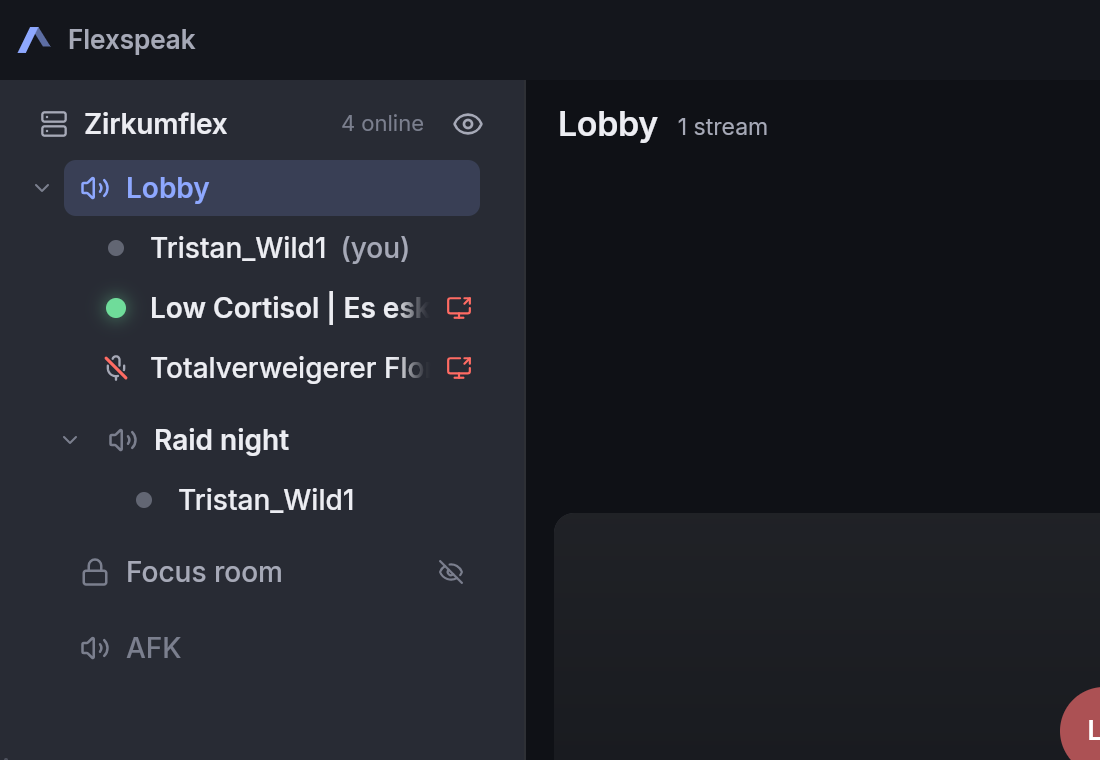 Flexspeak
Zirkumflex 4 online
Lobby 1 stream
Lobby
Tristan_Wild1 (you)
Low Cortisol | Es esk
Totalverweigerer Flo
Raid night
Tristan_Wild1
Focus room
AFK
L